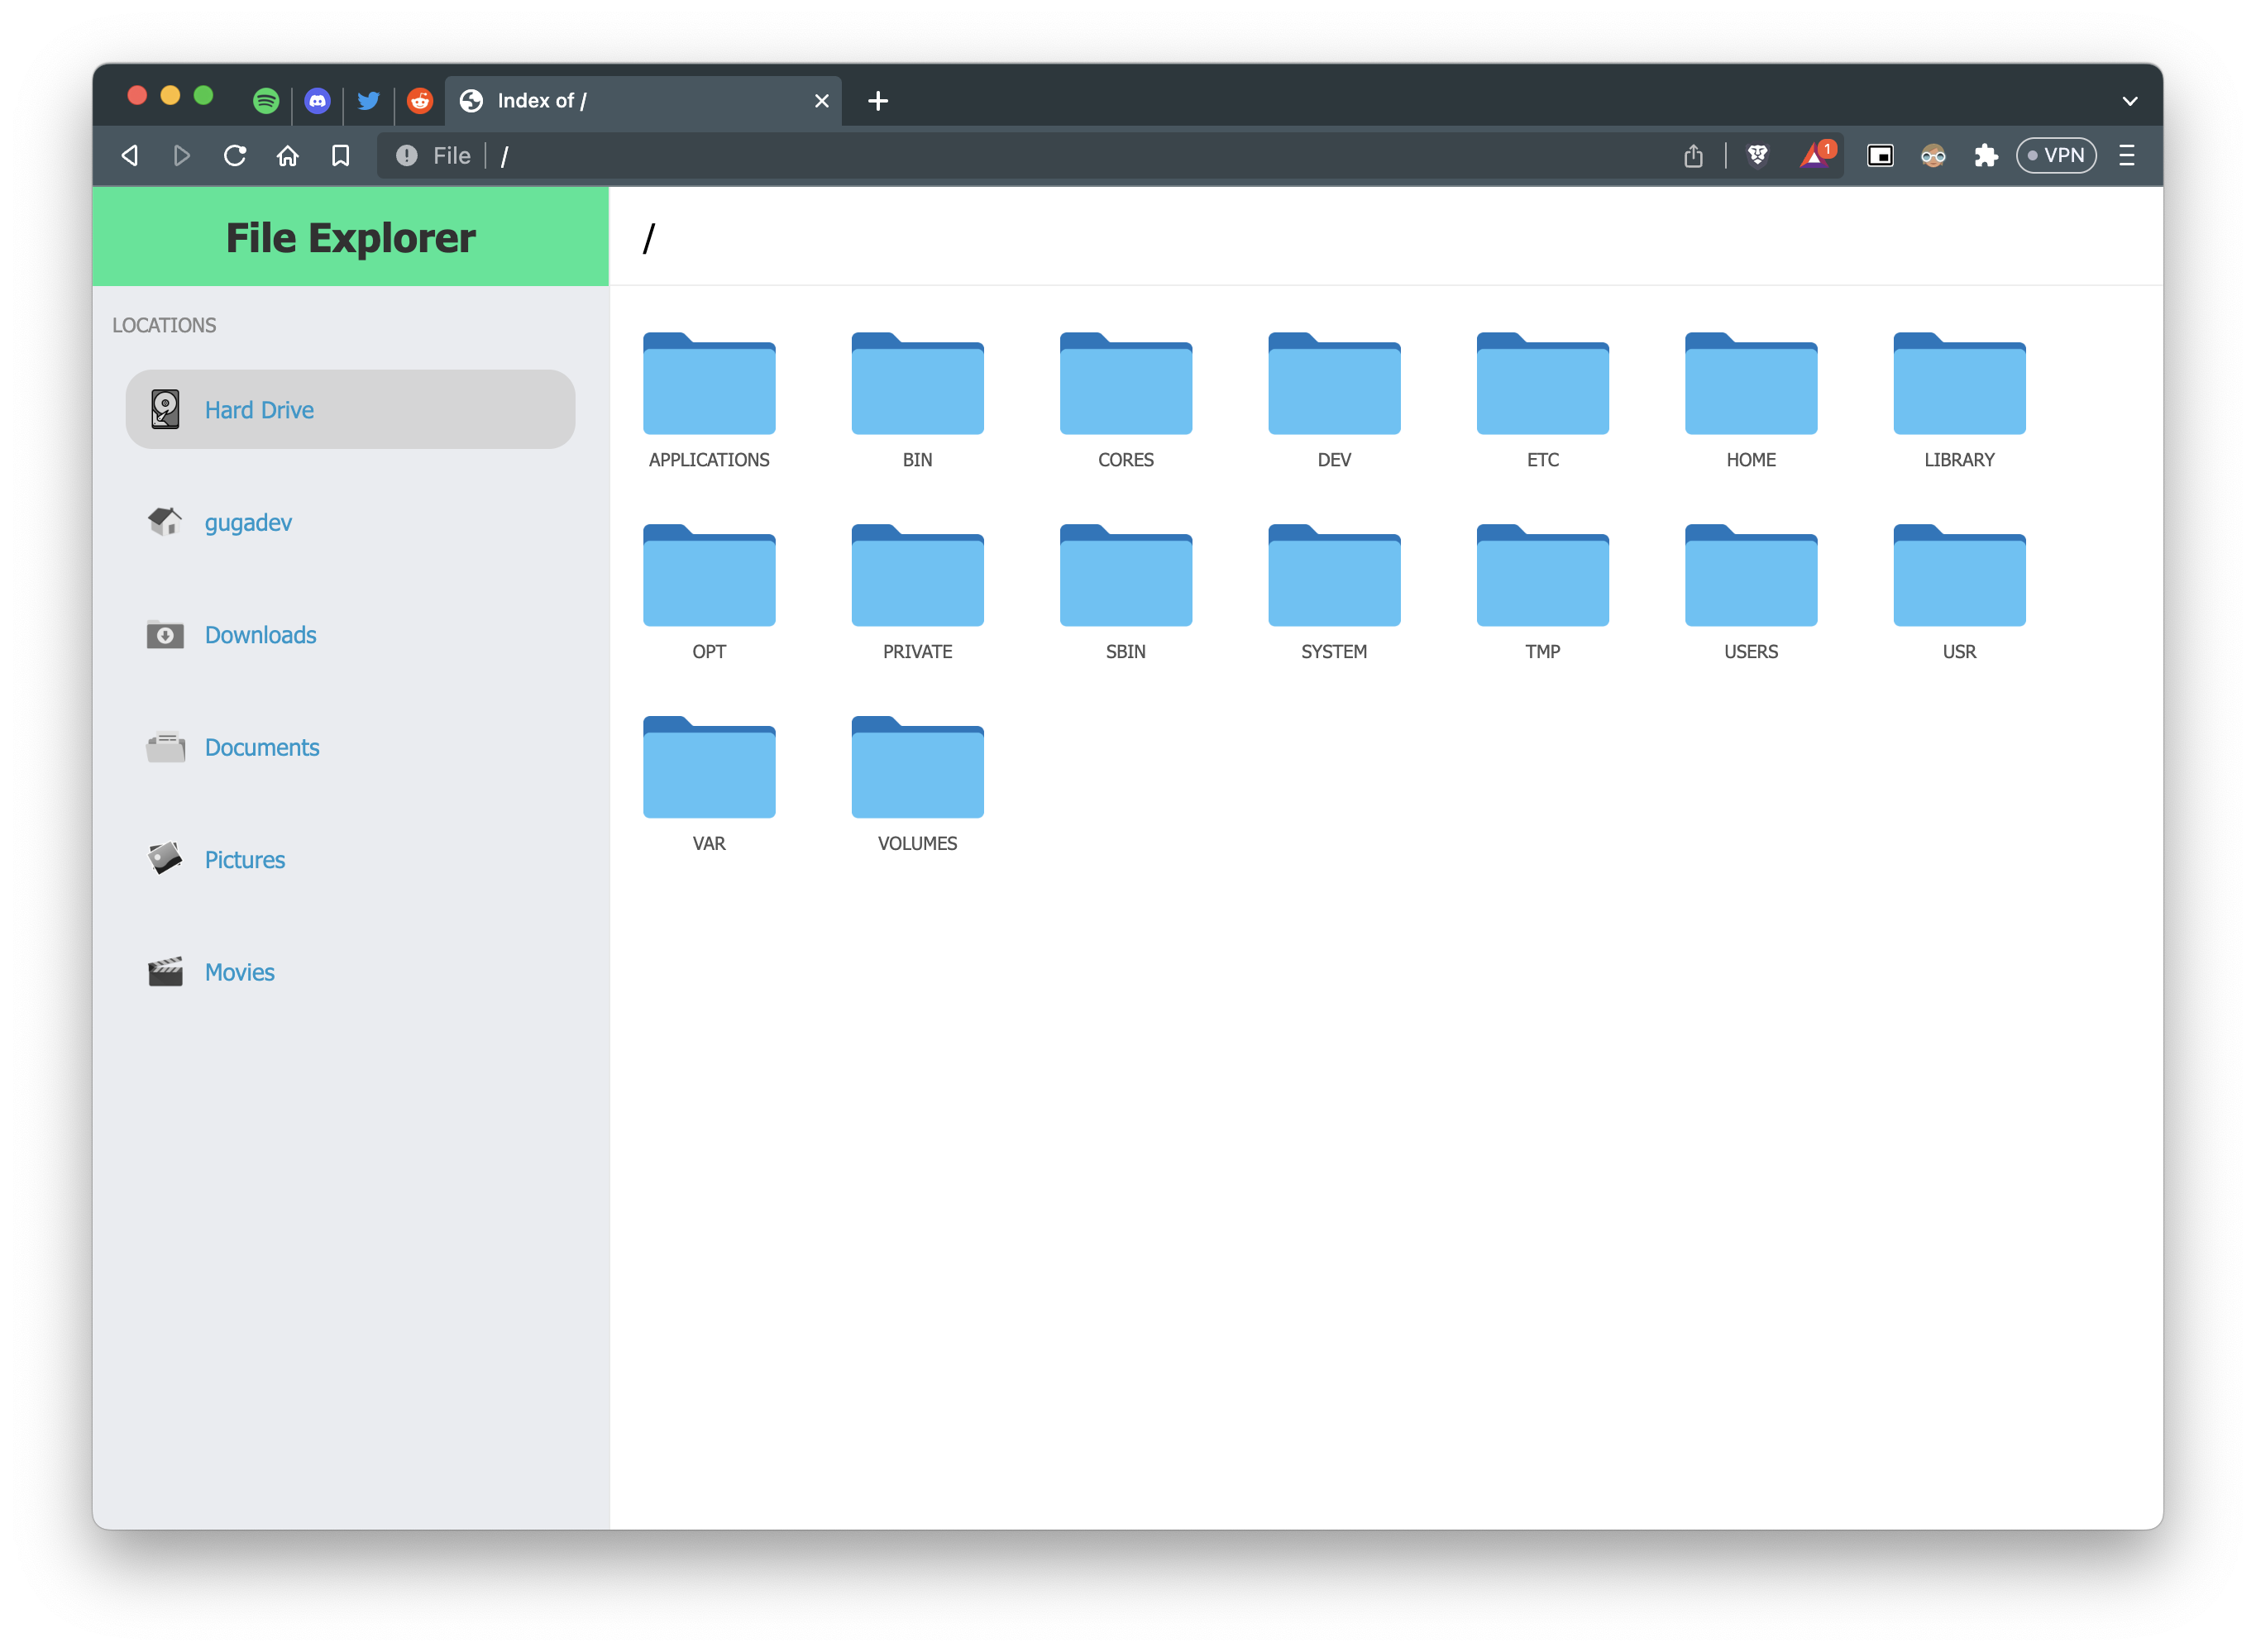 Index of /
File /
1
VPN
File Explorer
/
LOCATIONS
Hard Drive
gugadev
Downloads
Documents
Pictures
Movies
APPLICATIONS BIN CORES DEV ETC HOME LIBRARY
OPT PRIVATE SBIN SYSTEM TMP USERS USR
VAR VOLUMES